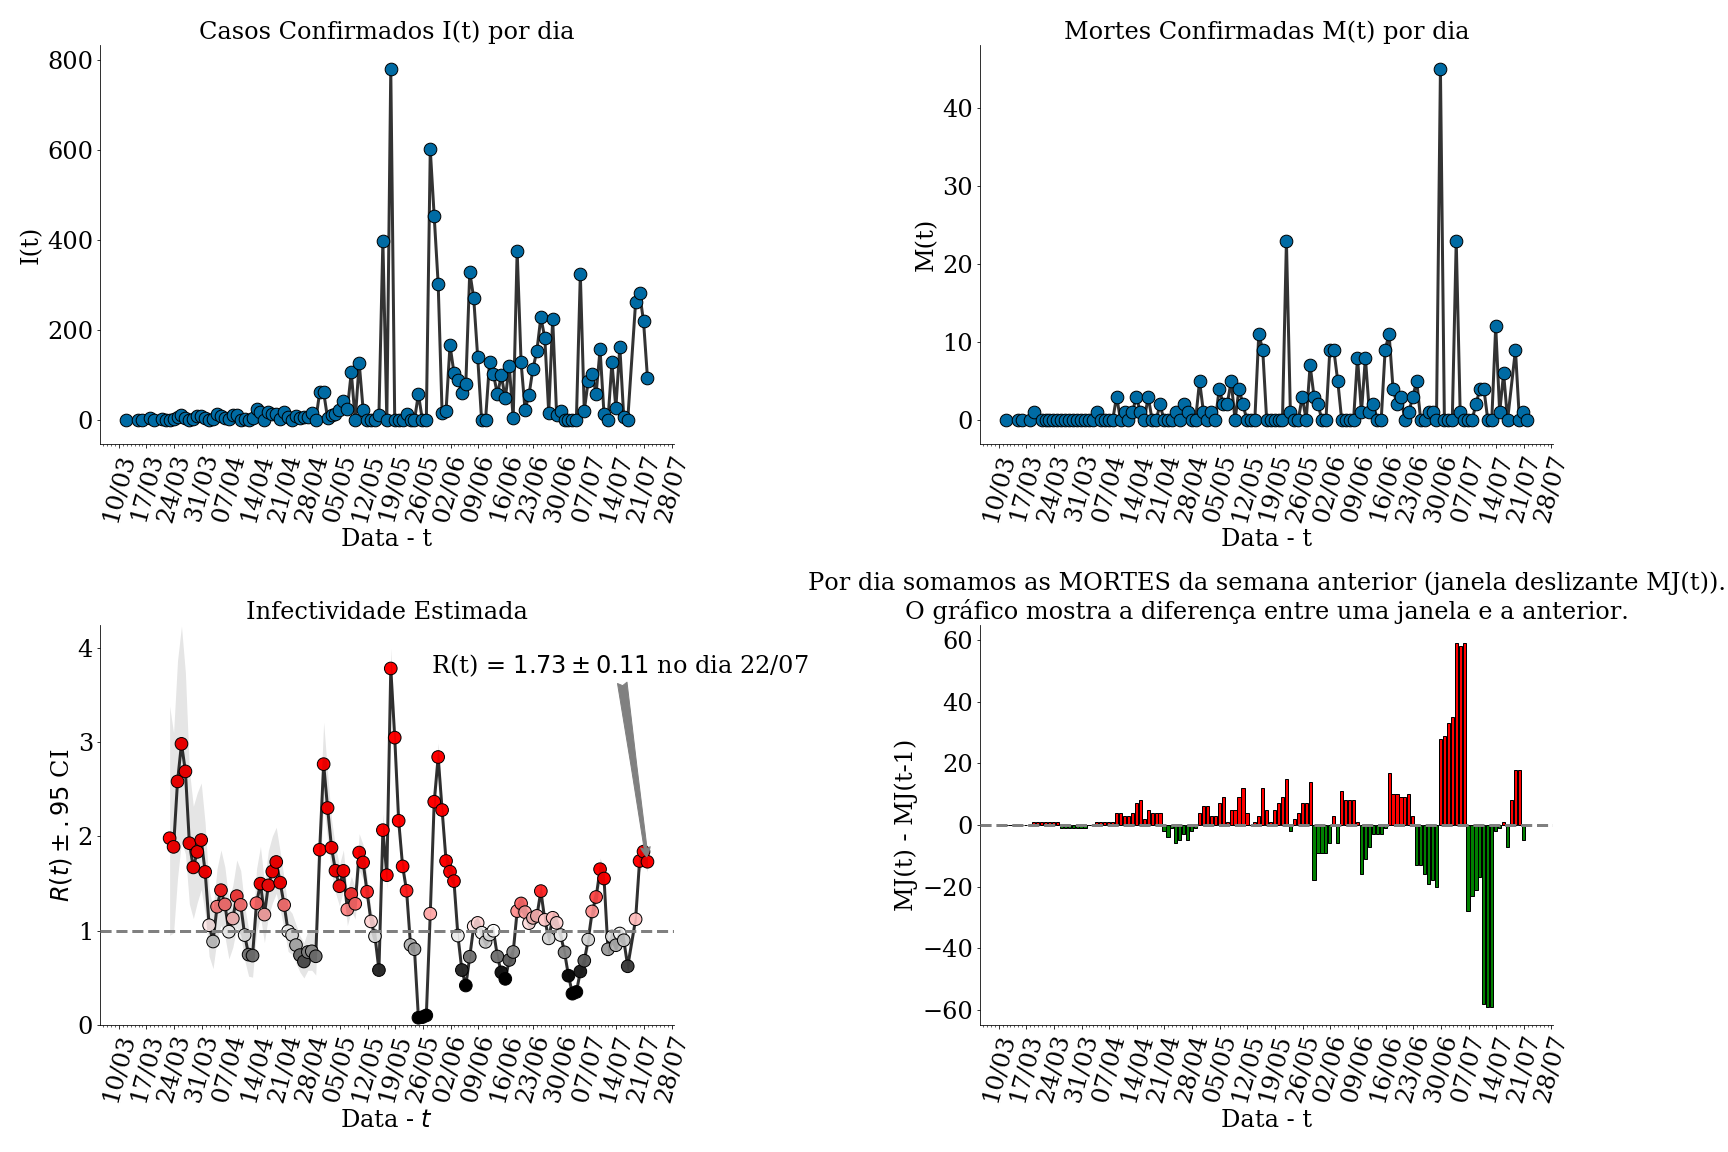 Casos Confirmados I(t) por dia
I(t)
800
600
400
200
0
10/03 17/03 24/03 31/03 07/04 14/04 21/04 28/04 05/05 12/05 19/05 26/05 02/06 09/06 16/06 23/06 30/06 07/07 14/07 21/07 28/07
Data - t
Mortes Confirmadas M(t) por dia
M(t)
40
30
20
10
0
10/03 17/03 24/03 31/03 07/04 14/04 21/04 28/04 05/05 12/05 19/05 26/05 02/06 09/06 16/06 23/06 30/06 07/07 14/07 21/07 28/07
Data - t
Infectividade Estimada
R(t) = 1.73 ± 0.11 no dia 22/07
R(t) ± .95 CI
4
3
2
1
0
10/03 17/03 24/03 31/03 07/04 14/04 21/04 28/04 05/05 12/05 19/05 26/05 02/06 09/06 16/06 23/06 30/06 07/07 14/07 21/07 28/07
Data - t
Por dia somamos as MORTES da semana anterior (janela deslizante MJ(t)).
O gráfico mostra a diferença entre uma janela e a anterior.
MJ(t) - MJ(t-1)
60
40
20
0
−20
−40
−60
10/03 17/03 24/03 31/03 07/04 14/04 21/04 28/04 05/05 12/05 19/05 26/05 02/06 09/06 16/06 23/06 30/06 07/07 14/07 21/07 28/07
Data - t